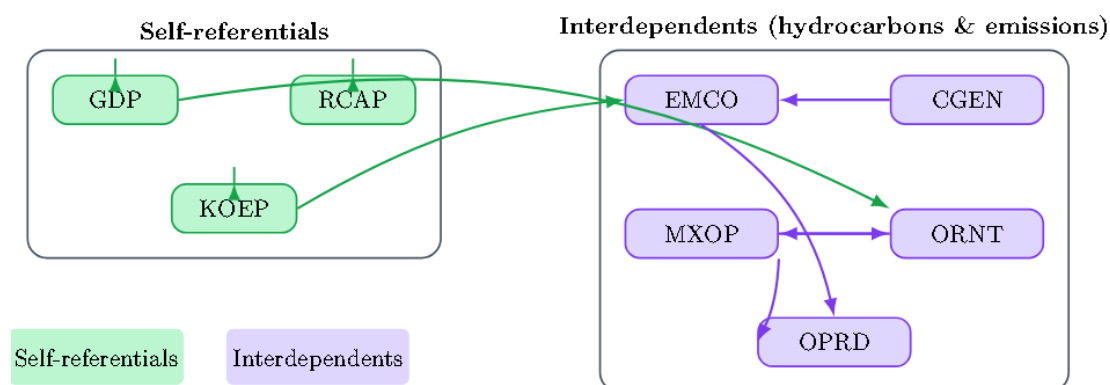 Self-referentials
Interdependents (hydrocarbons & emissions)
GDP
RCAP
EMCO
CGEN
KOEP
MXOP
ORNT
OPRD
Self-referentials
Interdependents